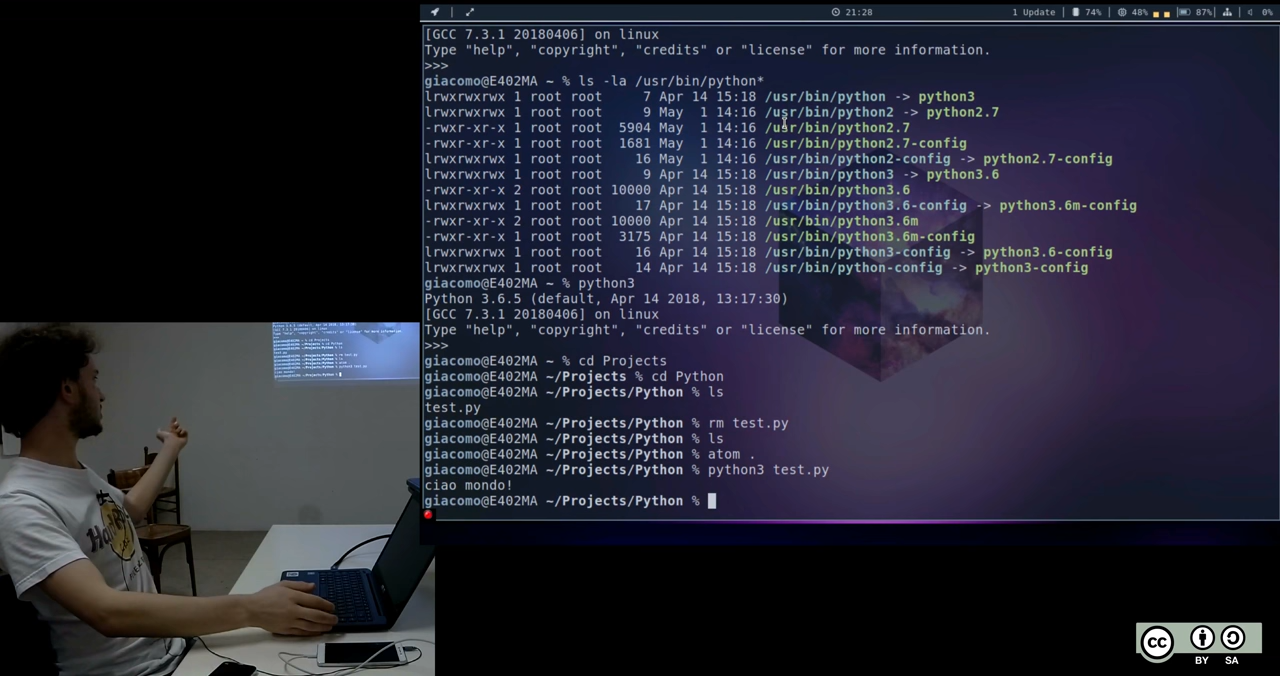 21:28
1 Update
74%
48%
87%
0%
[GCC 7.3.1 20180406] on linux
Type "help", "copyright", "credits" or "license" for more information.
>>>
giacomo@E402MA ~ % ls -la /usr/bin/python*
lrwxrwxrwx 1 root root 7 Apr 14 15:18 /usr/bin/python -> python3
lrwxrwxrwx 1 root root 9 May 1 14:16 /usr/bin/python2 -> python2.7
-rwxr-xr-x 1 root root 5904 May 1 14:16 /usr/bin/python2.7
-rwxr-xr-x 1 root root 1681 May 1 14:16 /usr/bin/python2.7-config
lrwxrwxrwx 1 root root 16 May 1 14:16 /usr/bin/python2-config -> python2.7-config
lrwxrwxrwx 1 root root 9 Apr 14 15:18 /usr/bin/python3 -> python3.6
-rwxr-xr-x 2 root root 10000 Apr 14 15:18 /usr/bin/python3.6
lrwxrwxrwx 1 root root 17 Apr 14 15:18 /usr/bin/python3.6-config -> python3.6m-config
-rwxr-xr-x 2 root root 10000 Apr 14 15:18 /usr/bin/python3.6m
-rwxr-xr-x 1 root root 3175 Apr 14 15:18 /usr/bin/python3.6m-config
lrwxrwxrwx 1 root root 16 Apr 14 15:18 /usr/bin/python3-config -> python3.6-config
lrwxrwxrwx 1 root root 14 Apr 14 15:18 /usr/bin/python-config -> python3-config
giacomo@E402MA ~ % python3
Python 3.6.5 (default, Apr 14 2018, 13:17:30)
[GCC 7.3.1 20180406] on linux
Type "help", "copyright", "credits" or "license" for more information.
>>>
giacomo@E402MA ~ % cd Projects
giacomo@E402MA ~/Projects % cd Python
giacomo@E402MA ~/Projects/Python % ls
test.py
giacomo@E402MA ~/Projects/Python % rm test.py
giacomo@E402MA ~/Projects/Python % ls
giacomo@E402MA ~/Projects/Python % atom .
giacomo@E402MA ~/Projects/Python % python3 test.py
ciao mondo!
giacomo@E402MA ~/Projects/Python %
cc
BY SA